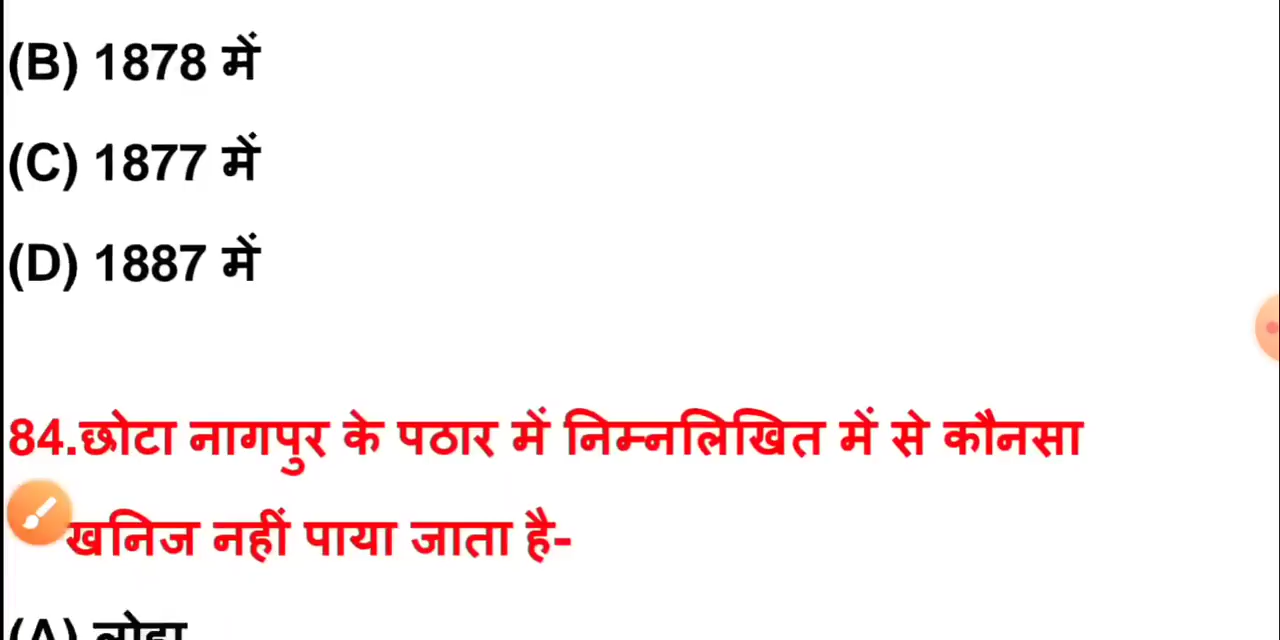 (B) 1878 में
(C) 1877 में
(D) 1887 में
84.छोटा नागपुर के पठार में निम्नलिखित में से कौनसा
खनिज नहीं पाया जाता है-
(A) लोहा